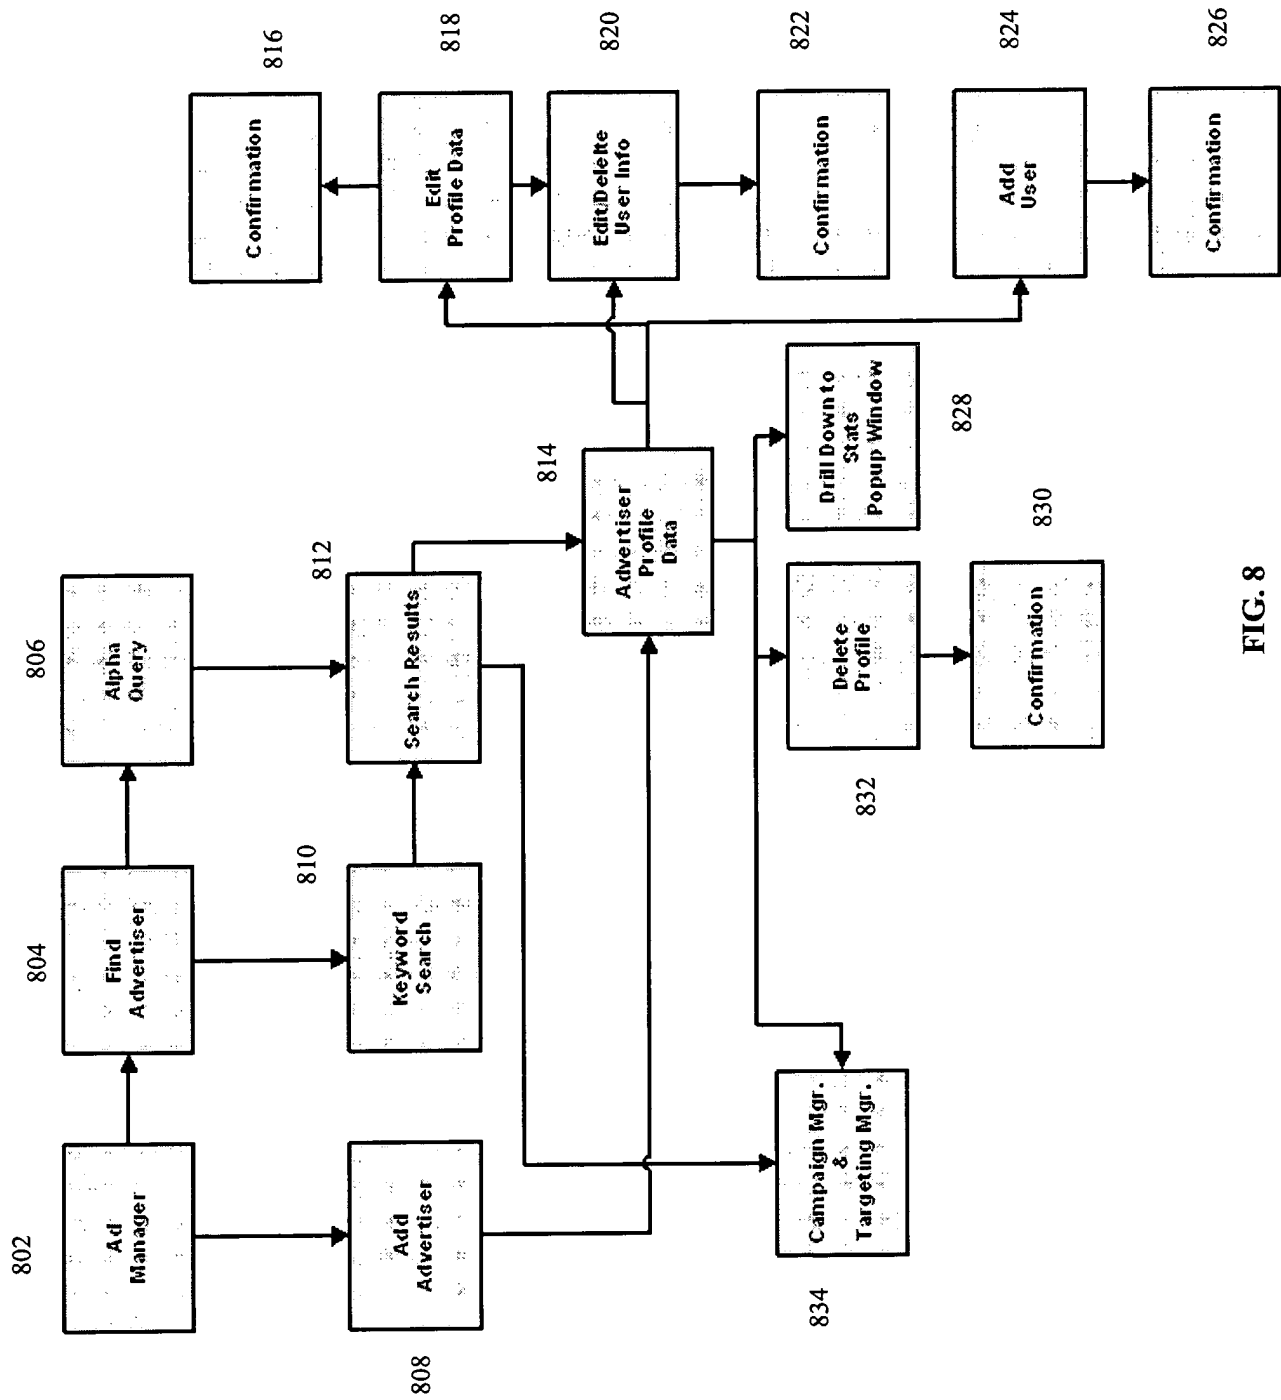 802
Ad
Manager
804
Find
Advertiser
806
Alpha
Query
808
Add
Advertiser
810
Keyword
Search
812
Search Results
814
Advertiser
Profile
Data
816
Confirmation
818
Edit
Profile Data
820
Edit/Delelte
User Info
822
Confirmation
824
Add
User
826
Confirmation
Drill Down to
Stats
Popup Window
828
832
Delete
Profile
830
Confirmation
834
Campaign Mgr.
&
Targeting Mgr.
FIG. 8